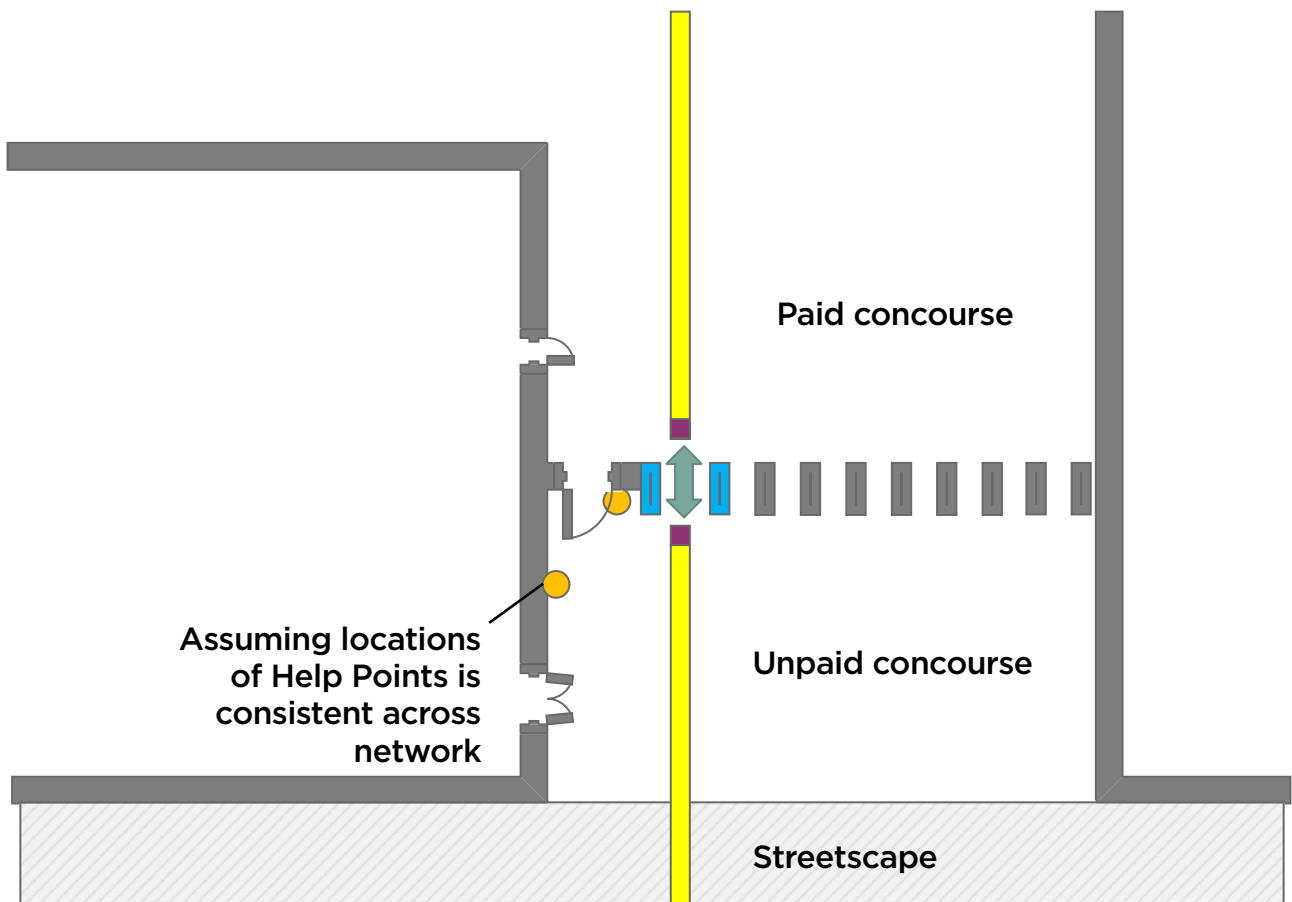 Paid concourse
Assuming locations
of Help Points is
consistent across
network
Unpaid concourse
Streetscape